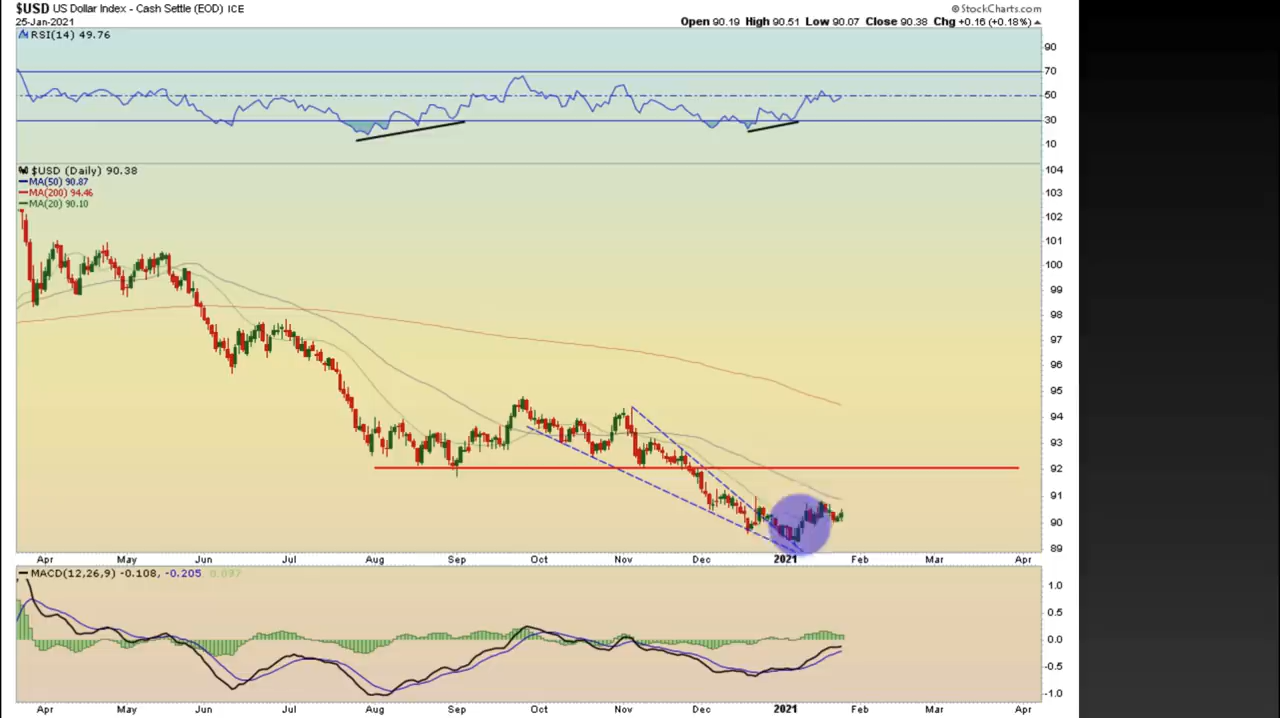 $USD US Dollar Index - Cash Settle (EOD) ICE
© StockCharts.com
25-Jan-2021
Open 90.19 High 90.51 Low 90.07 Close 90.38 Chg +0.16 (+0.18%)
RSI(14) 49.76
90
70
50
30
10
$USD (Daily) 90.38
MA(50) 90.87
MA(200) 94.46
MA(20) 90.10
104
103
102
101
100
99
98
97
96
95
94
93
92
91
90
89
Apr May Jun Jul Aug Sep Oct Nov Dec 2021 Feb Mar Apr
MACD(12,26,9) -0.108, -0.205, 0.097
1.0
0.5
0.0
-0.5
-1.0
Apr May Jun Jul Aug Sep Oct Nov Dec 2021 Feb Mar Apr